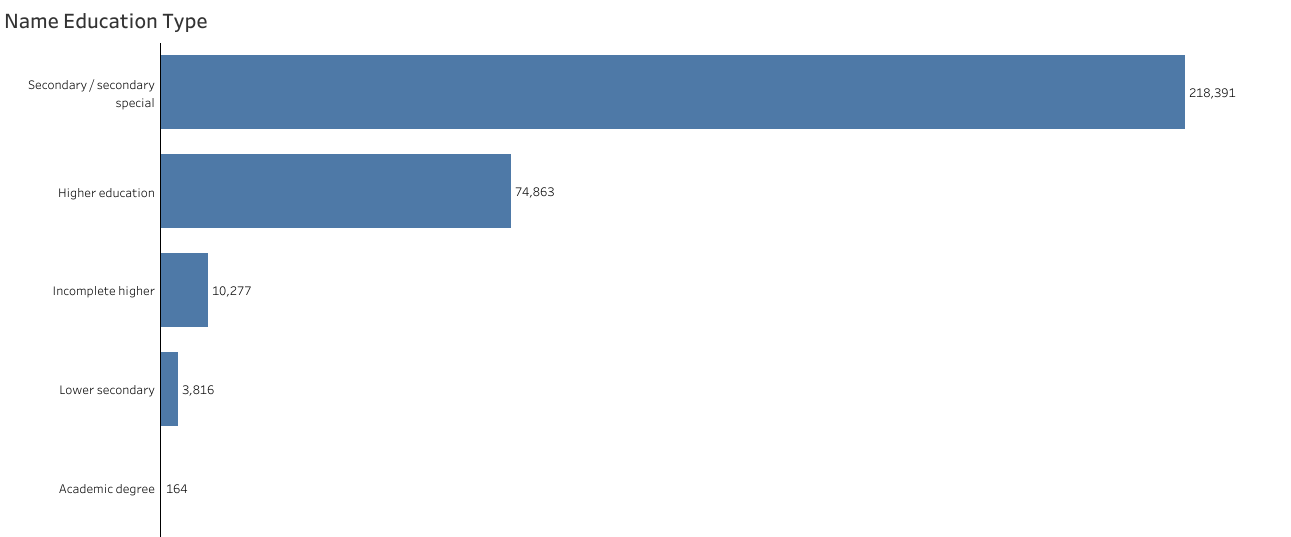 Name Education Type
Secondary / secondary
special
218,391
Higher education
74,863
Incomplete higher
10,277
Lower secondary
3,816
Academic degree
164